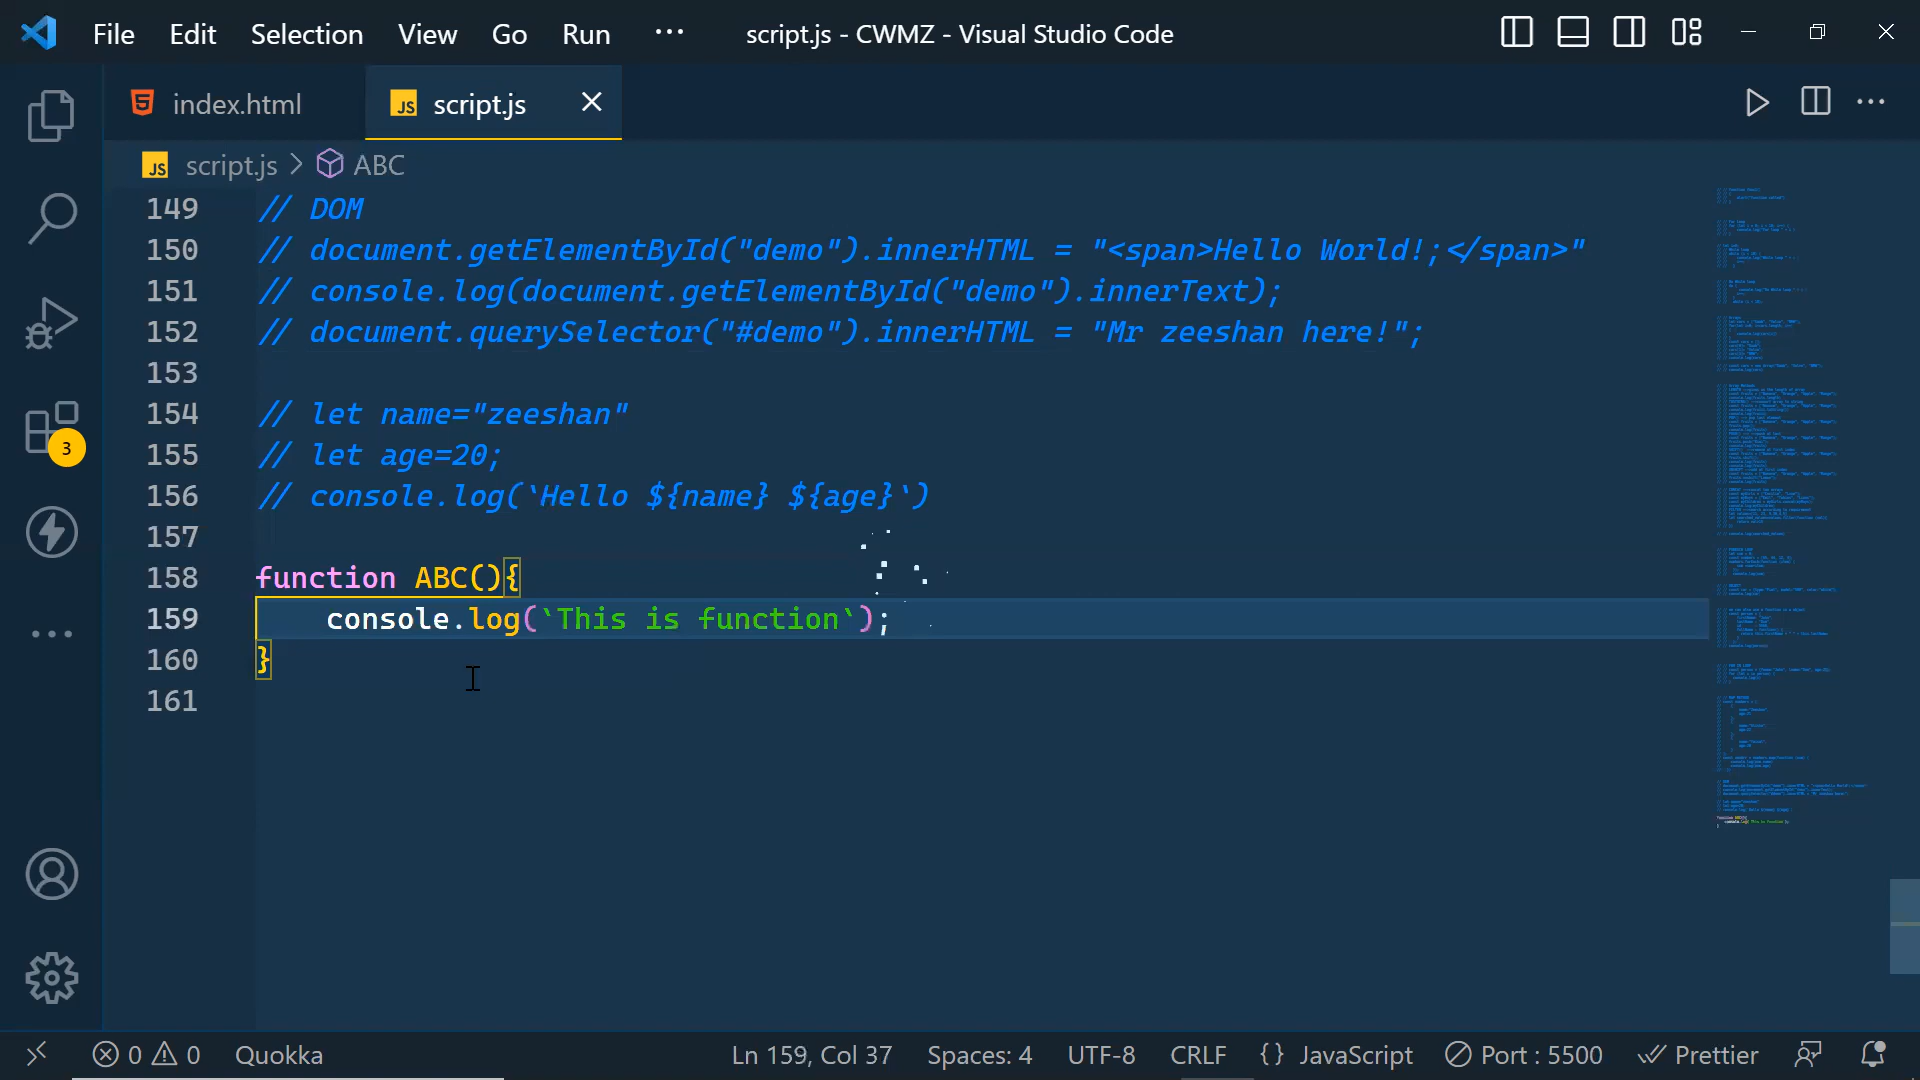 File Edit Selection View Go Run ··· script.js - CWMZ - Visual Studio Code
index.html JS script.js
JS script.js > ABC
149 // DOM
150 // document.getElementById("demo").innerHTML = "<span>Hello World!;</span>"
151 // console.log(document.getElementById("demo").innerText);
152 // document.querySelector("#demo").innerHTML = "Mr zeeshan here!";
153
154 // let name="zeeshan"
155 // let age=20;
156 // console.log(`Hello ${name} ${age}`)
157
158 function ABC(){
159 console.log(`This is function`);
160 }
161
3
0 0 Quokka Ln 159, Col 37 Spaces: 4 UTF-8 CRLF {} JavaScript Port : 5500 Prettier